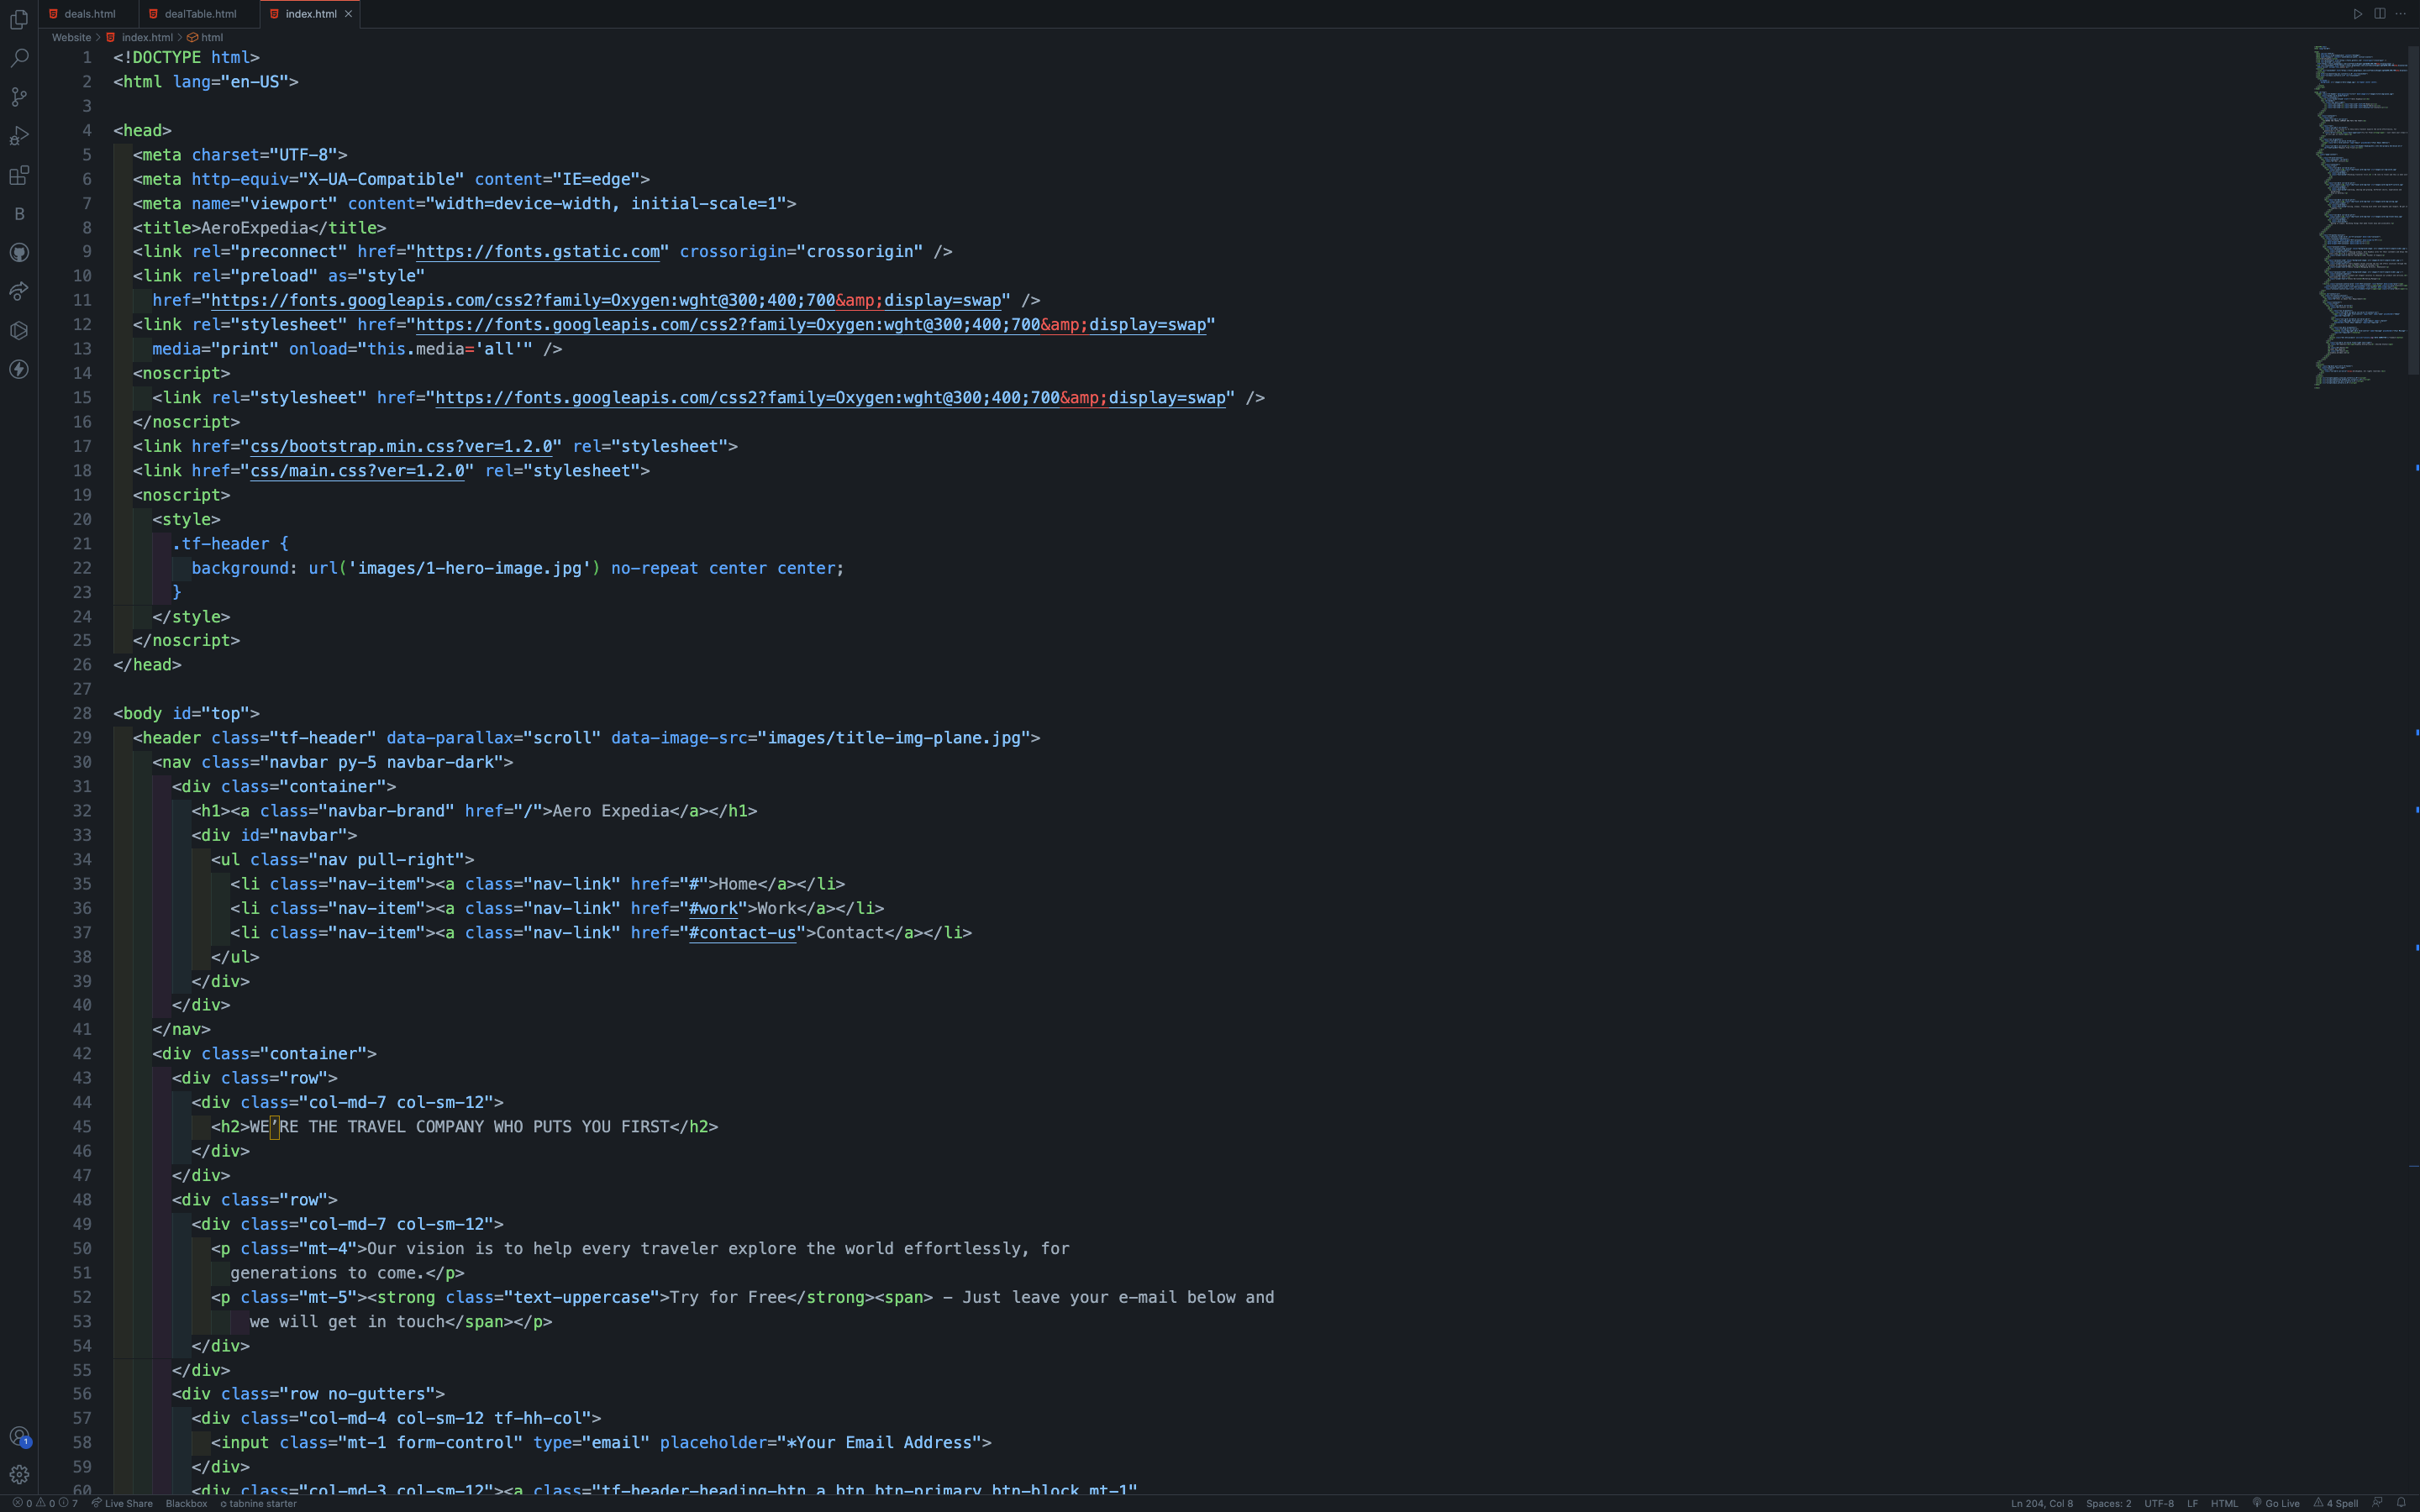 deals.html
dealTable.html
index.html
Website > index.html > html
1 <!DOCTYPE html>
2 <html lang="en-US">
3
4 <head>
5 <meta charset="UTF-8">
6 <meta http-equiv="X-UA-Compatible" content="IE=edge">
7 <meta name="viewport" content="width=device-width, initial-scale=1">
8 <title>AeroExpedia</title>
9 <link rel="preconnect" href="https://fonts.gstatic.com" crossorigin="crossorigin" />
10 <link rel="preload" as="style"
11 href="https://fonts.googleapis.com/css2?family=Oxygen:wght@300;400;700&amp;display=swap" />
12 <link rel="stylesheet" href="https://fonts.googleapis.com/css2?family=Oxygen:wght@300;400;700&amp;display=swap"
13 media="print" onload="this.media='all'" />
14 <noscript>
15 <link rel="stylesheet" href="https://fonts.googleapis.com/css2?family=Oxygen:wght@300;400;700&amp;display=swap" />
16 </noscript>
17 <link href="css/bootstrap.min.css?ver=1.2.0" rel="stylesheet">
18 <link href="css/main.css?ver=1.2.0" rel="stylesheet">
19 <noscript>
20 <style>
21 .tf-header {
22 background: url('images/1-hero-image.jpg') no-repeat center center;
23 }
24 </style>
25 </noscript>
26 </head>
27
28 <body id="top">
29 <header class="tf-header" data-parallax="scroll" data-image-src="images/title-img-plane.jpg">
30 <nav class="navbar py-5 navbar-dark">
31 <div class="container">
32 <h1><a class="navbar-brand" href="/">Aero Expedia</a></h1>
33 <div id="navbar">
34 <ul class="nav pull-right">
35 <li class="nav-item"><a class="nav-link" href="#">Home</a></li>
36 <li class="nav-item"><a class="nav-link" href="#work">Work</a></li>
37 <li class="nav-item"><a class="nav-link" href="#contact-us">Contact</a></li>
38 </ul>
39 </div>
40 </div>
41 </nav>
42 <div class="container">
43 <div class="row">
44 <div class="col-md-7 col-sm-12">
45 <h2>WE’RE THE TRAVEL COMPANY WHO PUTS YOU FIRST</h2>
46 </div>
47 </div>
48 <div class="row">
49 <div class="col-md-7 col-sm-12">
50 <p class="mt-4">Our vision is to help every traveler explore the world effortlessly, for
51 generations to come.</p>
52 <p class="mt-5"><strong class="text-uppercase">Try for Free</strong><span> – Just leave your e-mail below and
53 we will get in touch</span></p>
54 </div>
55 </div>
56 <div class="row no-gutters">
57 <div class="col-md-4 col-sm-12 tf-hh-col">
58 <input class="mt-1 form-control" type="email" placeholder="*Your Email Address">
59 </div>
60 <div class="col-md-3 col-sm-12"><a class="tf-header-heading-btn a btn btn-primary btn-block mt-1"
B
1
0 0 7 Live Share Blackbox tabnine starter
Ln 204, Col 8 Spaces: 2 UTF-8 LF HTML Go Live 4 Spell